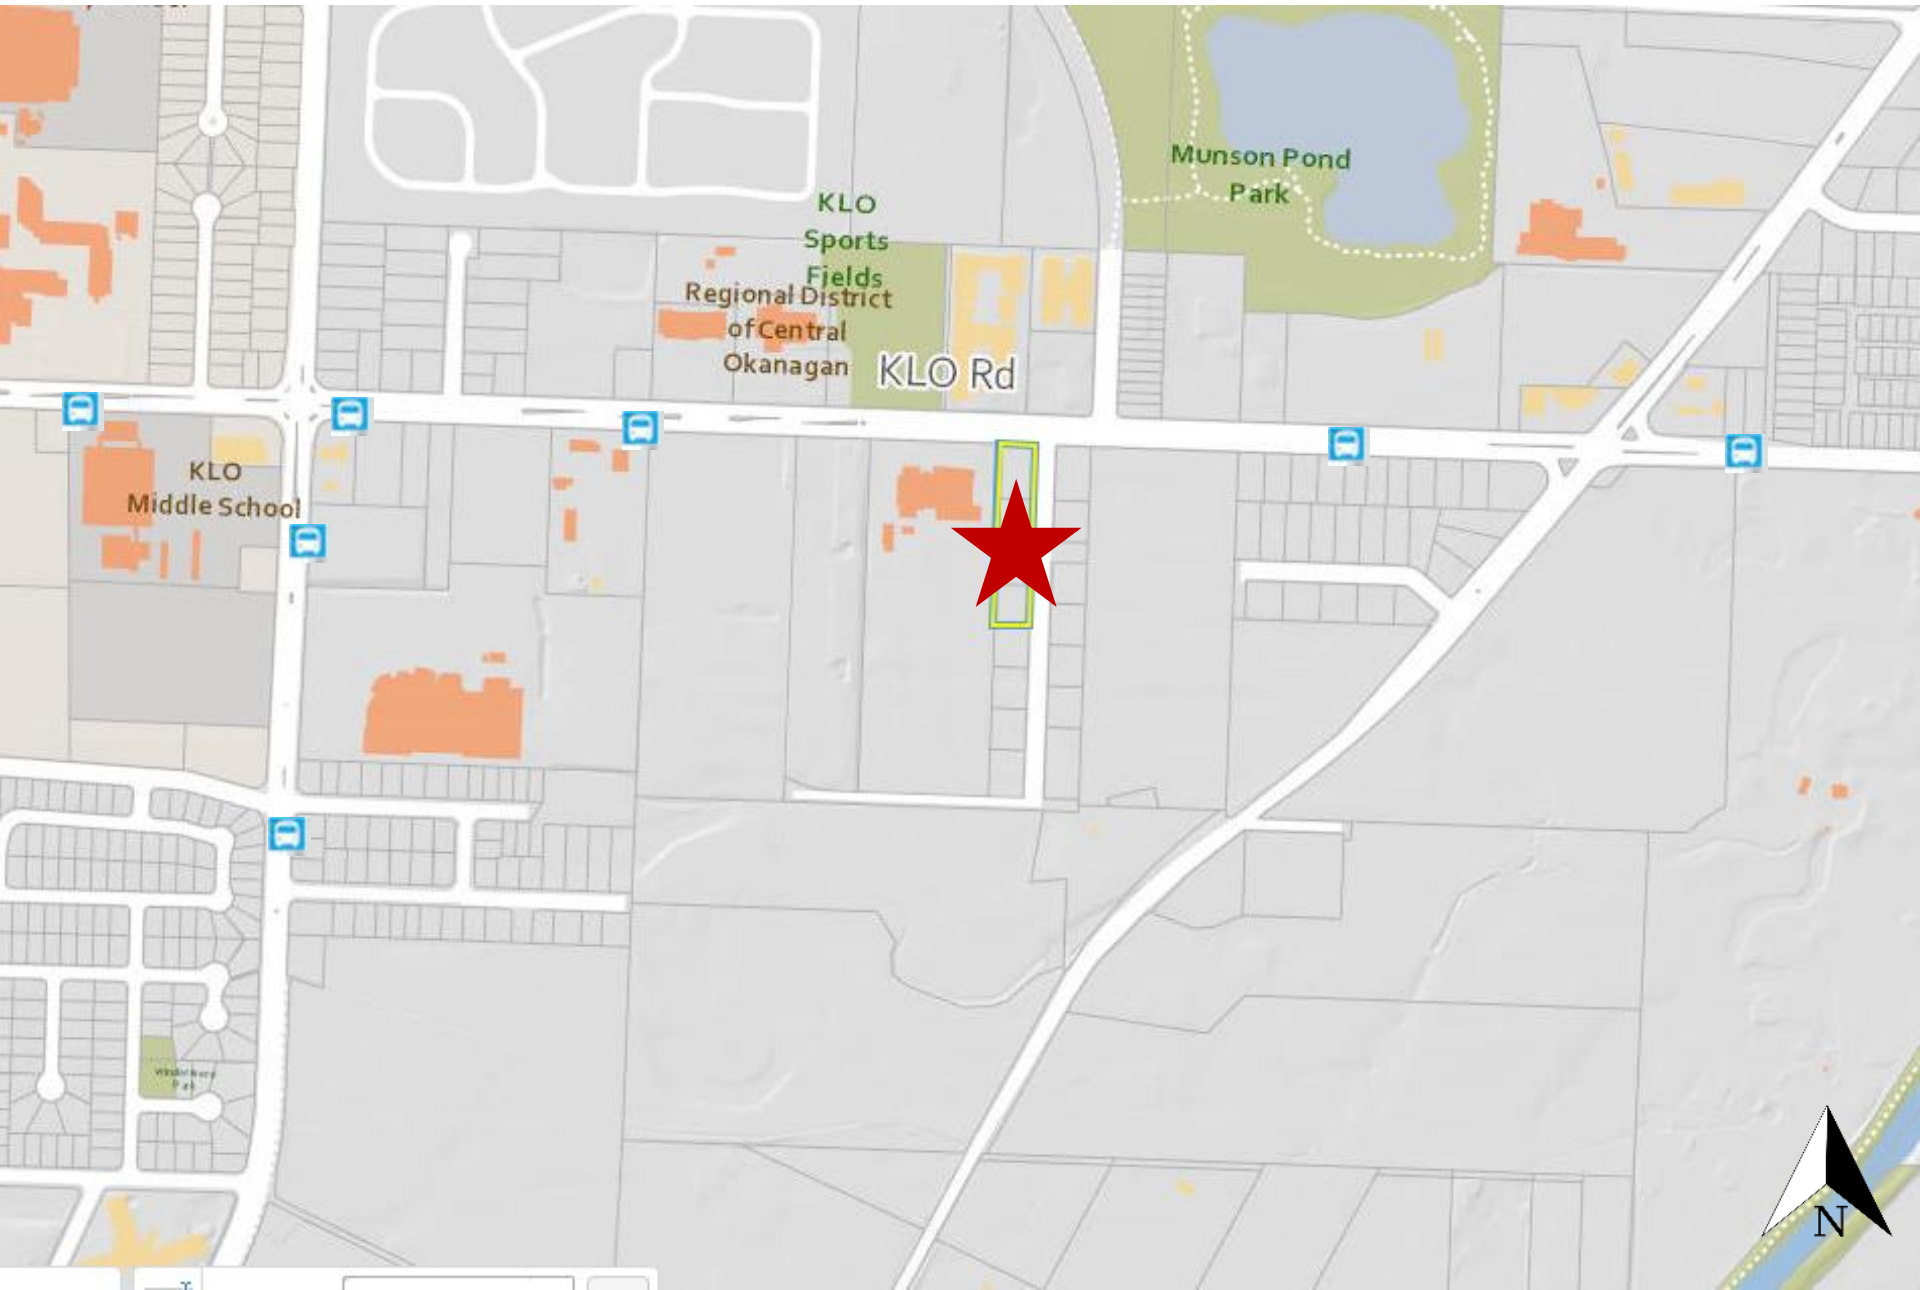 Munson Pond
Park
KLO
Sports
Fields
Regional District
of Central
Okanagan
KLO Rd
KLO
Middle School
N